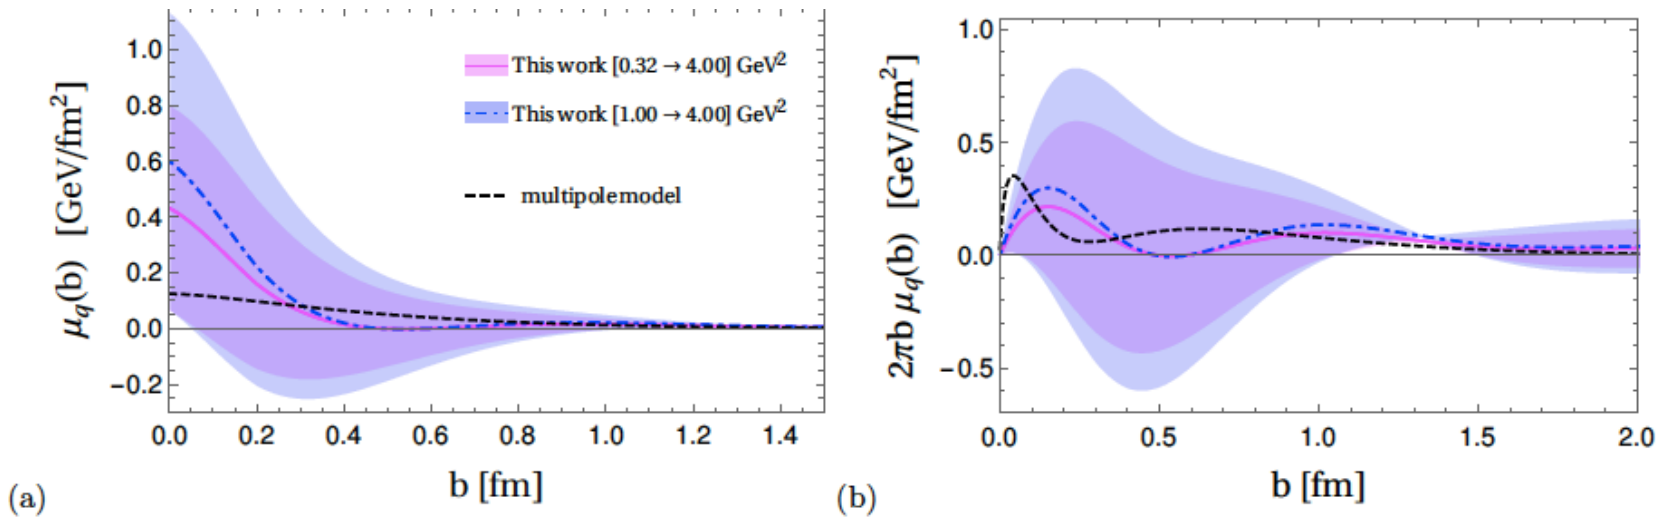 1.0
0.8
0.6
0.4
0.2
0.0
−0.2
μq(b) [GeV/fm²]
This work [0.32 → 4.00] GeV²
This work [1.00 → 4.00] GeV²
multipole model
0.0 0.2 0.4 0.6 0.8 1.0 1.2 1.4
b [fm]
(a)
1.0
0.5
0.0
−0.5
2πb μq(b) [GeV/fm²]
0.0 0.5 1.0 1.5 2.0
b [fm]
(b)